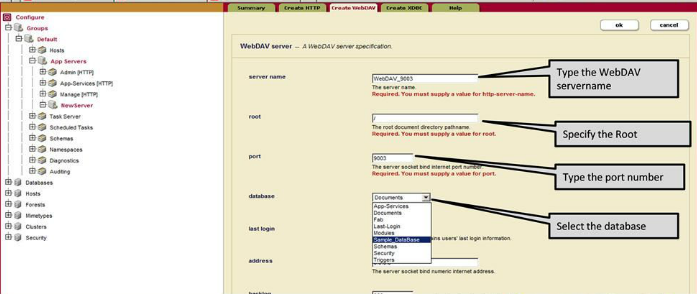 Summary
Create HTTP
Create WebDAV
Create XDBC
Help
Configure
Groups
Default
Hosts
App Servers
Admin [HTTP]
App-Services [HTTP]
Manage [HTTP]
NewServer
Task Server
Scheduled Tasks
Schemas
Namespaces
Diagnostics
Auditing
Databases
Hosts
Forests
Mimetypes
Clusters
Security
ok
cancel
WebDAV server – A WebDAV server specification.
server name
WebDAV_9003
The server name.
Required. You must supply a value for http-server-name.
Type the WebDAV
servername
root
/
The root document directory pathname.
Required. You must supply a value for root.
Specify the Root
port
9003
The server socket bind internet port number.
Required. You must supply a value for port.
Type the port number
database
Documents
App-Services
Documents
Fab
Last-Login
Modules
Sample_DataBase
Schemas
Security
Triggers
Select the database
last login
users' last login information.
address
The server socket bind numeric internet address.